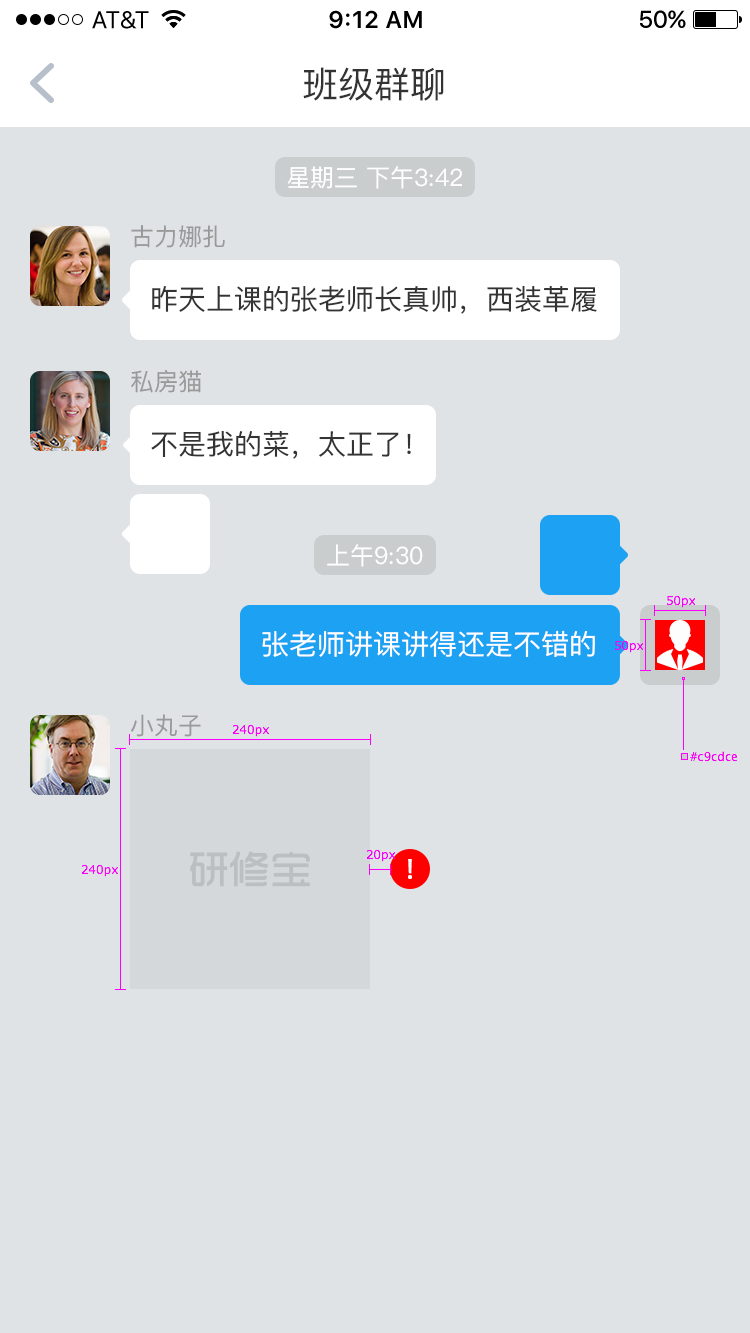 AT&T 9:12 AM 50%
班级群聊
星期三 下午3:42
古力娜扎
昨天上课的张老师长真帅，西装革履
私房猫
不是我的菜，太正了！
上午9:30
50px
张老师讲课讲得还是不错的
50px
小丸子
240px
#c9cdce
240px
研修宝
20px
!